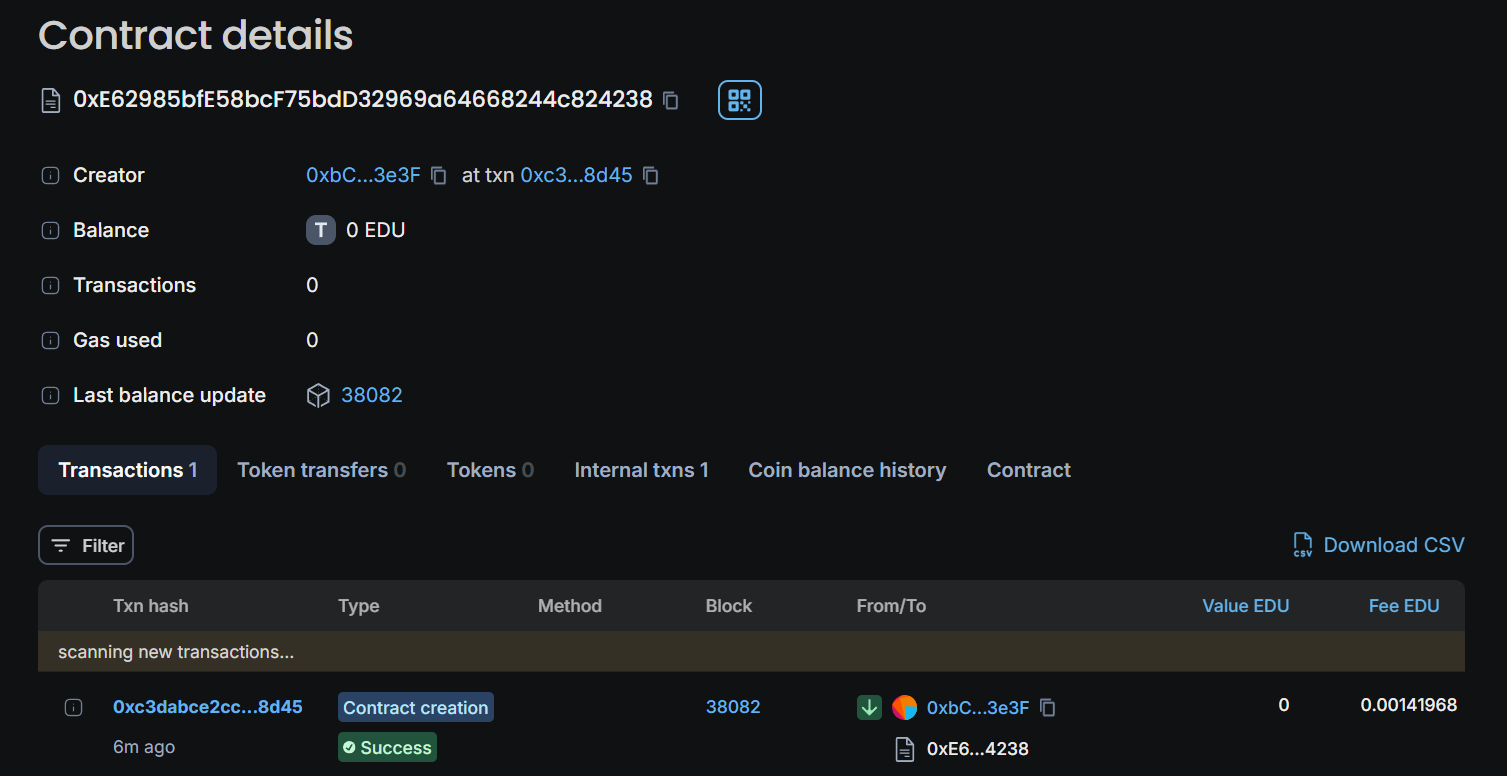 Contract details
0xE62985bfE58bcF75bdD32969a64668244c824238
Creator 0xbC...3e3F at txn 0xc3...8d45
Balance T 0 EDU
Transactions 0
Gas used 0
Last balance update 38082
Transactions 1 Token transfers 0 Tokens 0 Internal txns 1 Coin balance history Contract
Filter CSV Download CSV
Txn hash Type Method Block From/To Value EDU Fee EDU
scanning new transactions...
0xc3dabce2cc...8d45 Contract creation 38082 0xbC...3e3F 0 0.00141968
6m ago Success 0xE6...4238